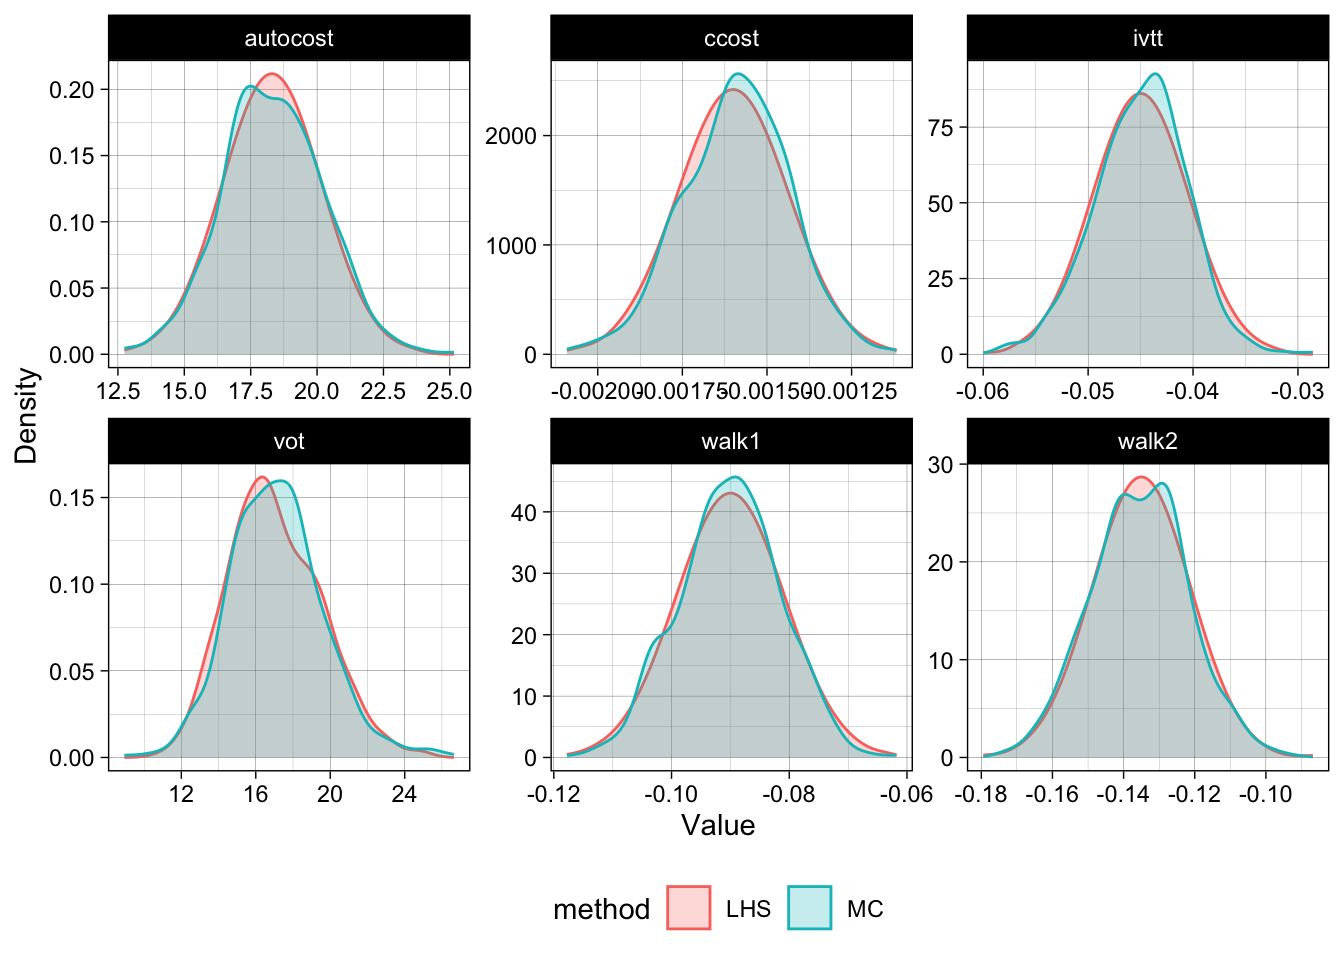 autocost ccost ivtt
0.20
0.15
0.10
0.05
0.00
2000
1000
0
75
50
25
0
12.5 15.0 17.5 20.0 22.5 25.0
-0.00200 -0.00175 -0.00150 -0.00125
-0.06 -0.05 -0.04 -0.03
Density
vot walk1 walk2
0.15
0.10
0.05
0.00
40
30
20
10
0
30
20
10
0
12 16 20 24
-0.12 -0.10 -0.08 -0.06
-0.18 -0.16 -0.14 -0.12 -0.10
Value
method LHS MC